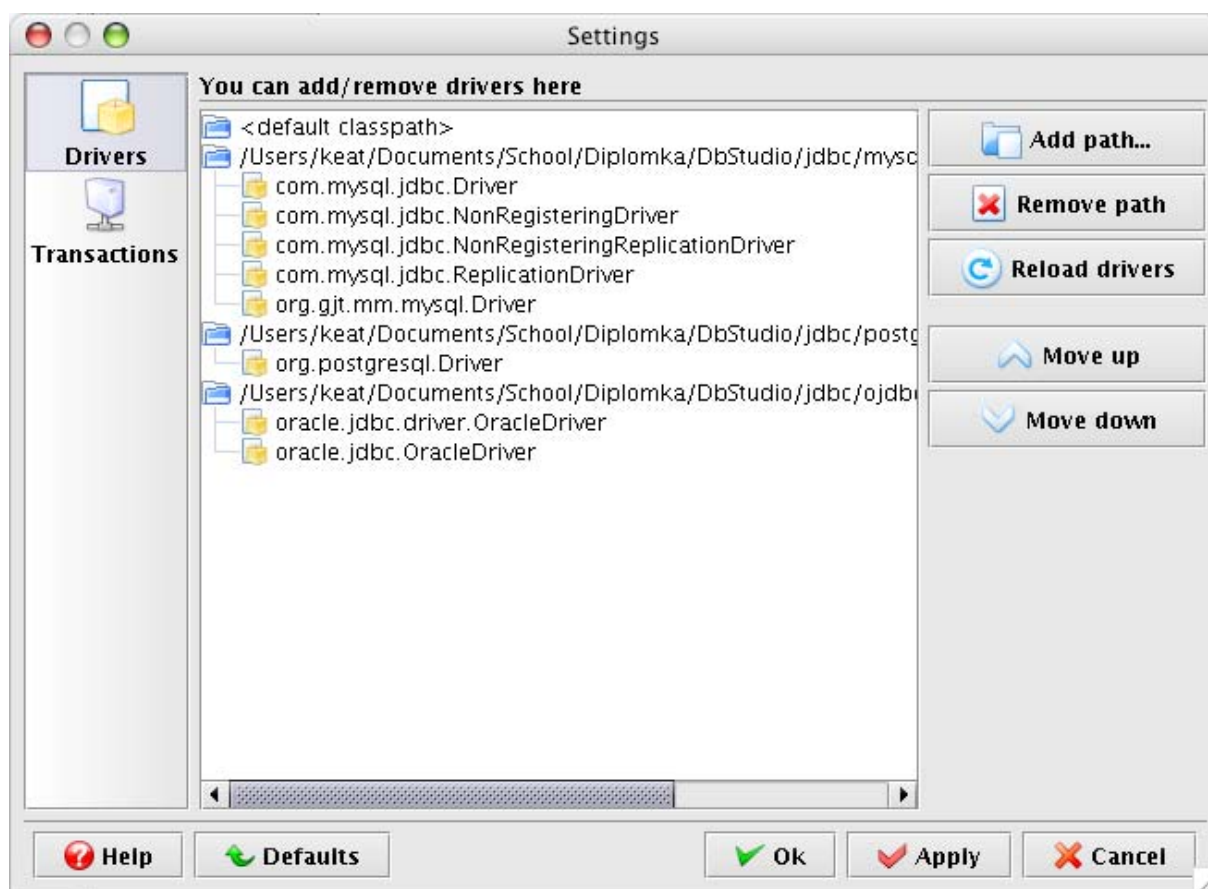 Settings
Drivers
Transactions
You can add/remove drivers here
<default classpath>
/Users/keat/Documents/School/Diplomka/DbStudio/jdbc/mysq
com.mysql.jdbc.Driver
com.mysql.jdbc.NonRegisteringDriver
com.mysql.jdbc.NonRegisteringReplicationDriver
com.mysql.jdbc.ReplicationDriver
org.gjt.mm.mysql.Driver
/Users/keat/Documents/School/Diplomka/DbStudio/jdbc/postg
org.postgresql.Driver
/Users/keat/Documents/School/Diplomka/DbStudio/jdbc/ojdb
oracle.jdbc.driver.OracleDriver
oracle.jdbc.OracleDriver
Add path...
Remove path
Reload drivers
Move up
Move down
Help
Defaults
Ok
Apply
Cancel